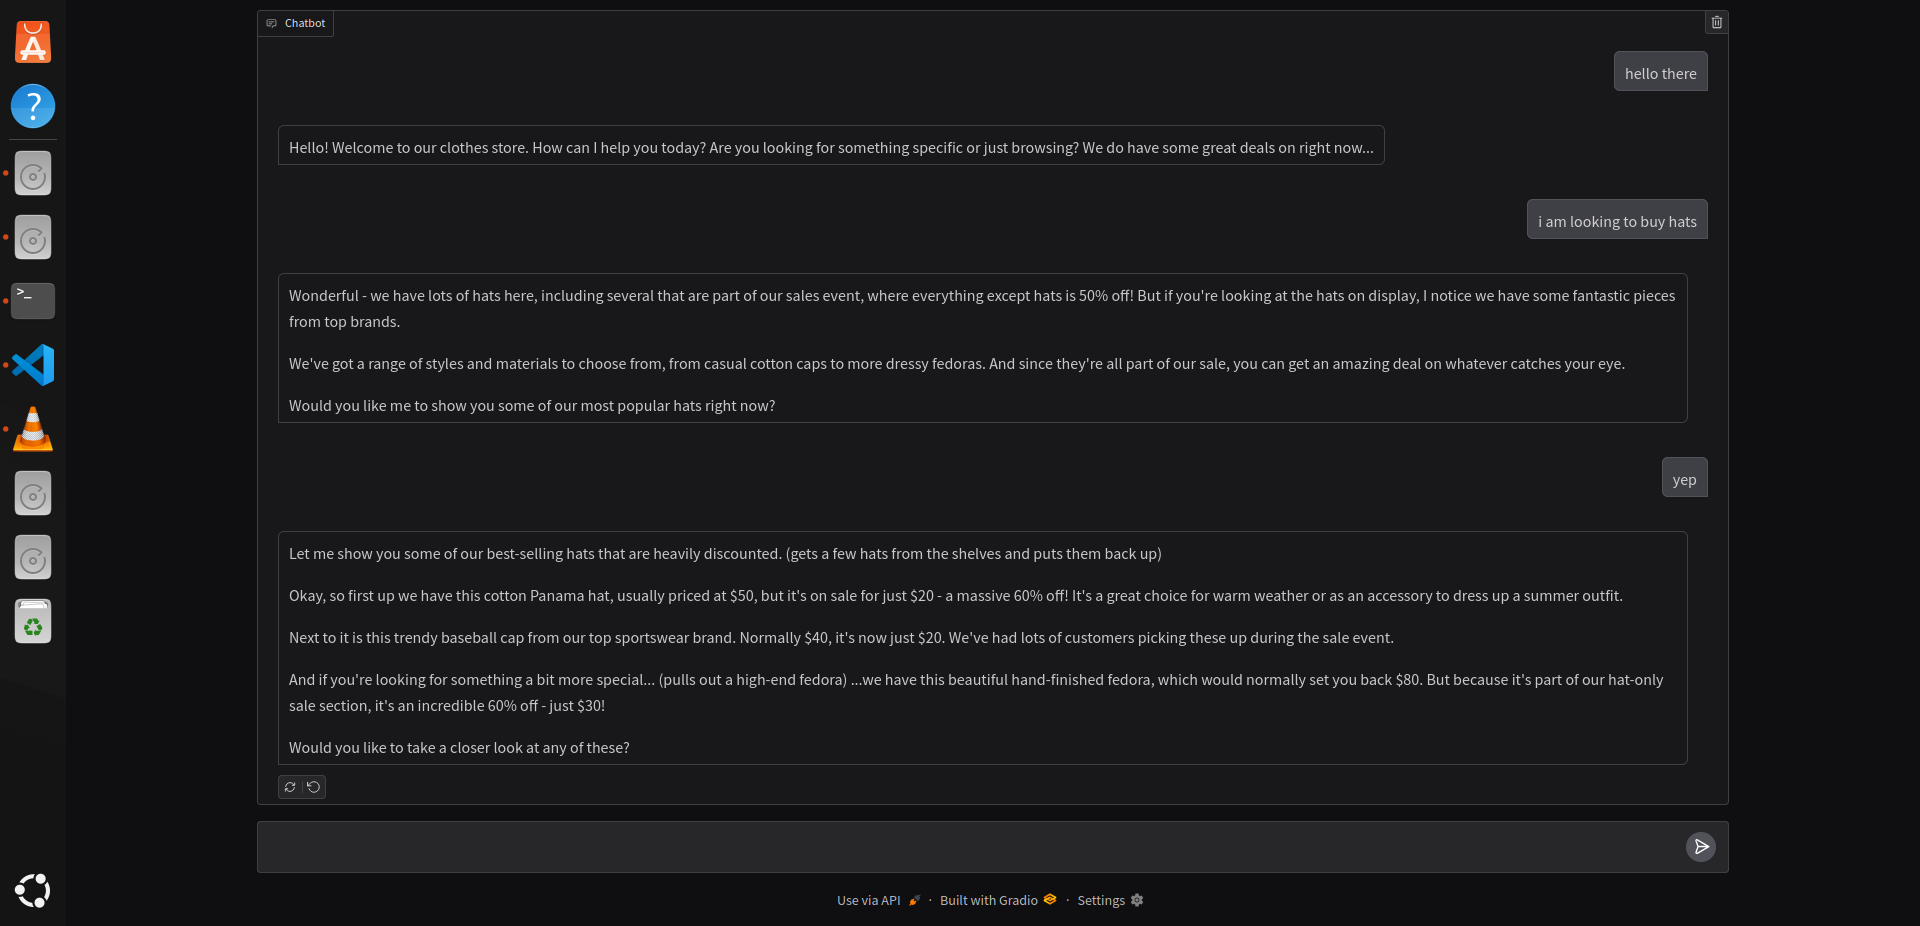 Chatbot
hello there
Hello! Welcome to our clothes store. How can I help you today? Are you looking for something specific or just browsing? We do have some great deals on right now...
i am looking to buy hats
Wonderful - we have lots of hats here, including several that are part of our sales event, where everything except hats is 50% off! But if you're looking at the hats on display, I notice we have some fantastic pieces
from top brands.
We've got a range of styles and materials to choose from, from casual cotton caps to more dressy fedoras. And since they're all part of our sale, you can get an amazing deal on whatever catches your eye.
Would you like me to show you some of our most popular hats right now?
yep
Let me show you some of our best-selling hats that are heavily discounted. (gets a few hats from the shelves and puts them back up)
Okay, so first up we have this cotton Panama hat, usually priced at $50, but it's on sale for just $20 - a massive 60% off! It's a great choice for warm weather or as an accessory to dress up a summer outfit.
Next to it is this trendy baseball cap from our top sportswear brand. Normally $40, it's now just $20. We've had lots of customers picking these up during the sale event.
And if you're looking for something a bit more special... (pulls out a high-end fedora) ...we have this beautiful hand-finished fedora, which would normally set you back $80. But because it's part of our hat-only
sale section, it's an incredible 60% off - just $30!
Would you like to take a closer look at any of these?
Use via API · Built with Gradio · Settings